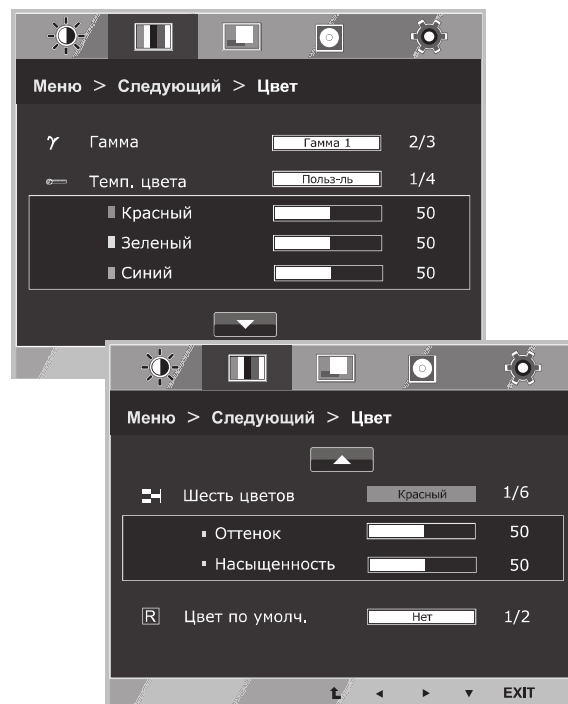 Меню > Следующий > Цвет
γ Гамма Гамма 1 2/3
Темп. цвета Польз-ль 1/4
Красный 50
Зеленый 50
Синий 50
Меню > Следующий > Цвет
Шесть цветов Красный 1/6
Оттенок 50
Насыщенность 50
R Цвет по умолч. Нет 1/2
EXIT